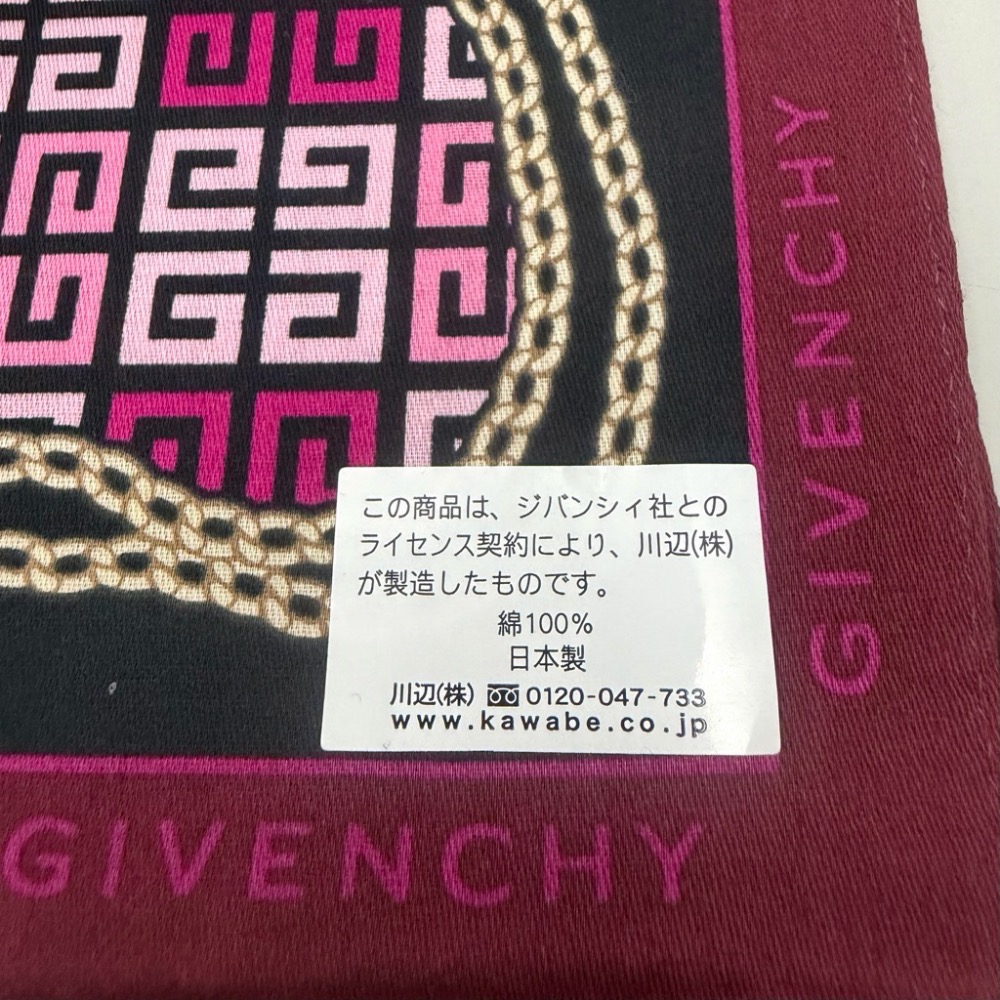 GIVENCHY
この商品は、ジバンシィ社との
ライセンス契約により、川辺(株)
が製造したものです。
綿100%
日本製
川辺(株) 0120-047-733
www.kawabe.co.jp
GIVENCHY